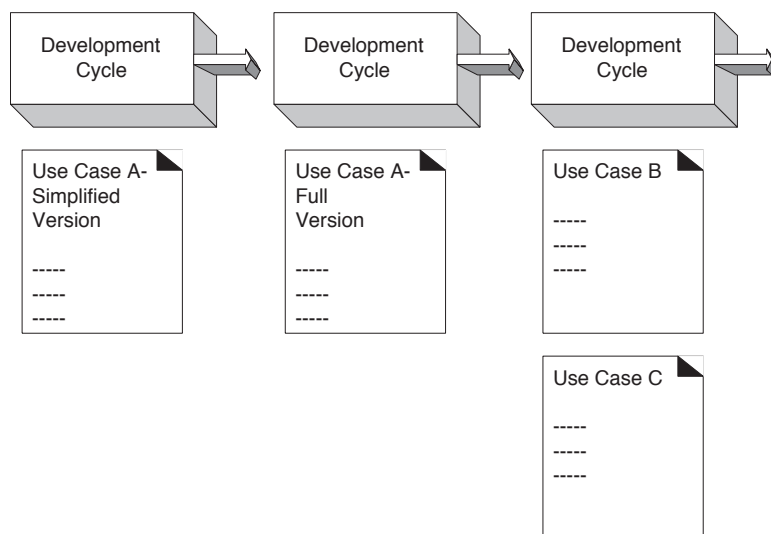 Development
Cycle
Development
Cycle
Development
Cycle
Use Case A-
Simplified
Version
-----
-----
-----
Use Case A-
Full
Version
-----
-----
-----
Use Case B
-----
-----
-----
Use Case C
-----
-----
-----